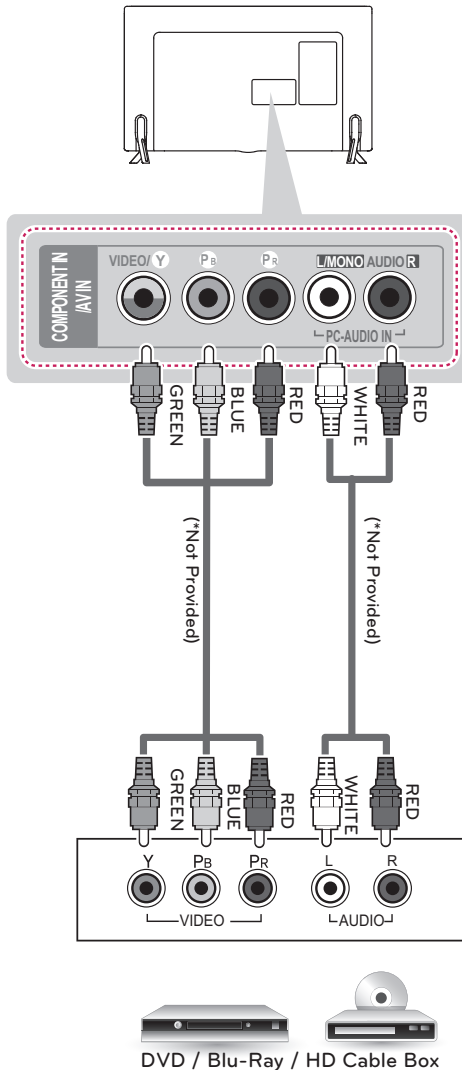 COMPONENT IN
/AV IN
VIDEO/ Y PB PR L/MONO AUDIO R
PC-AUDIO IN
GREEN
BLUE
RED
WHITE
RED
(*Not Provided)
(*Not Provided)
GREEN
BLUE
RED
WHITE
RED
Y PB PR L R
VIDEO AUDIO
DVD / Blu-Ray / HD Cable Box